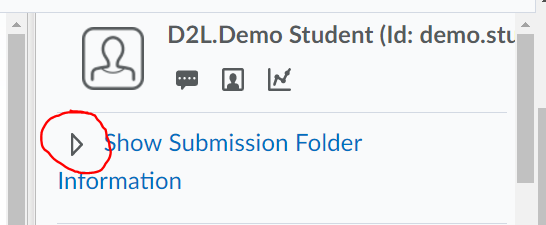 D2L.Demo Student (Id: demo.stu
Show Submission Folder
Information